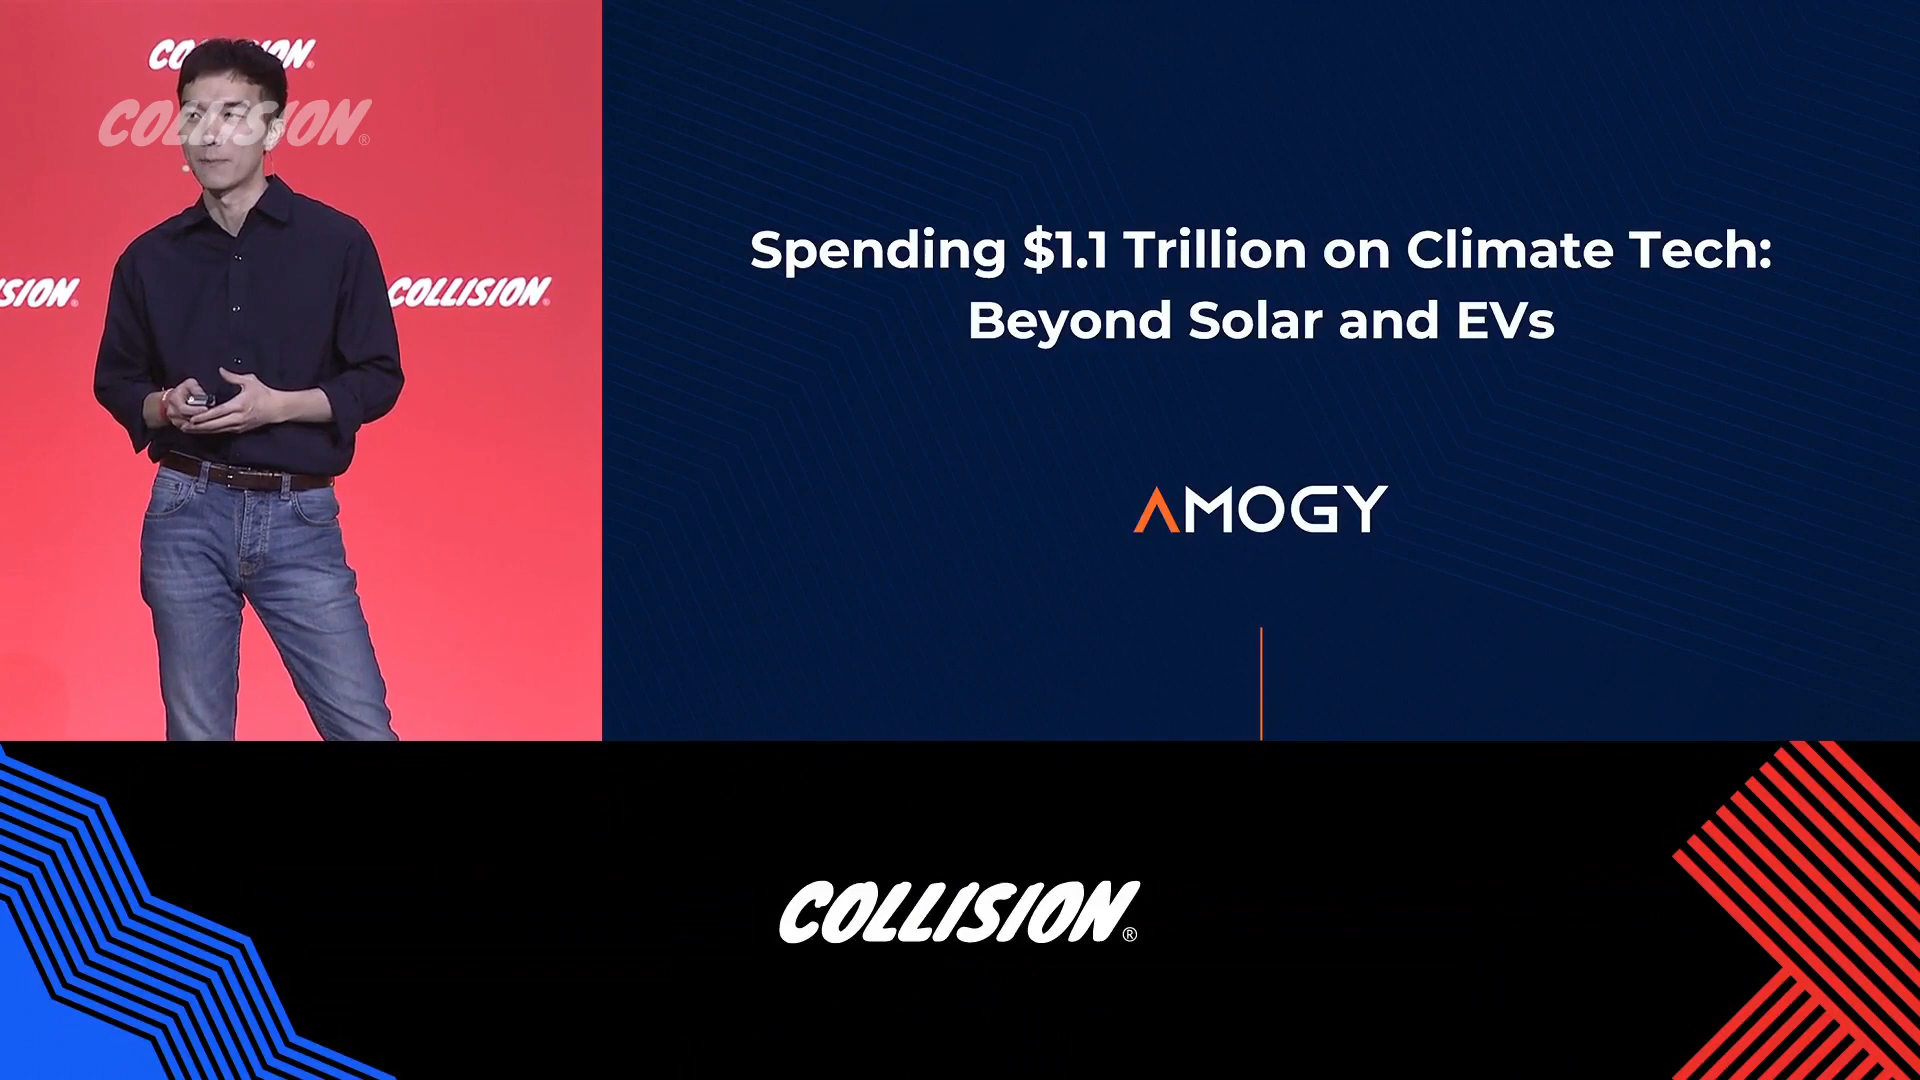 COLLISION®
COLLISION®
SION®
COLLISION®
Spending $1.1 Trillion on Climate Tech:
Beyond Solar and EVs
AMOGY
COLLISION®